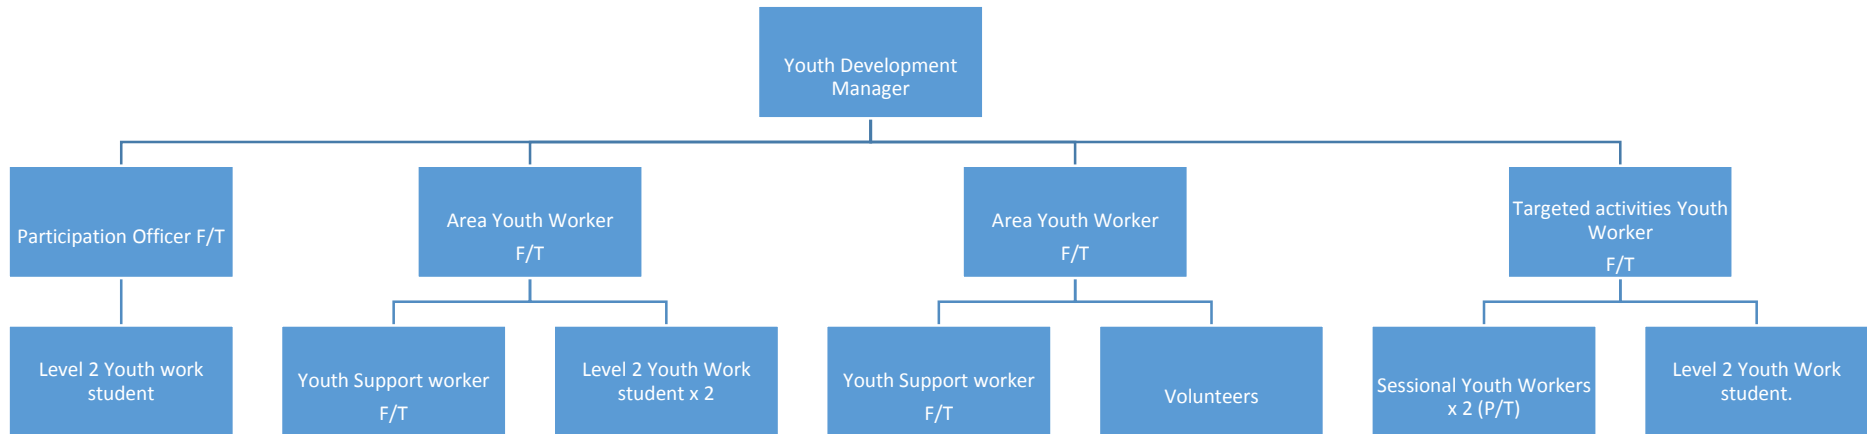 Youth Development
Manager
Participation Officer F/T
Area Youth Worker
F/T
Area Youth Worker
F/T
Targeted activities Youth
Worker
F/T
Level 2 Youth work
student
Youth Support worker
F/T
Level 2 Youth Work
student x 2
Youth Support worker
F/T
Volunteers
Sessional Youth Workers
x 2 (P/T)
Level 2 Youth Work
student.